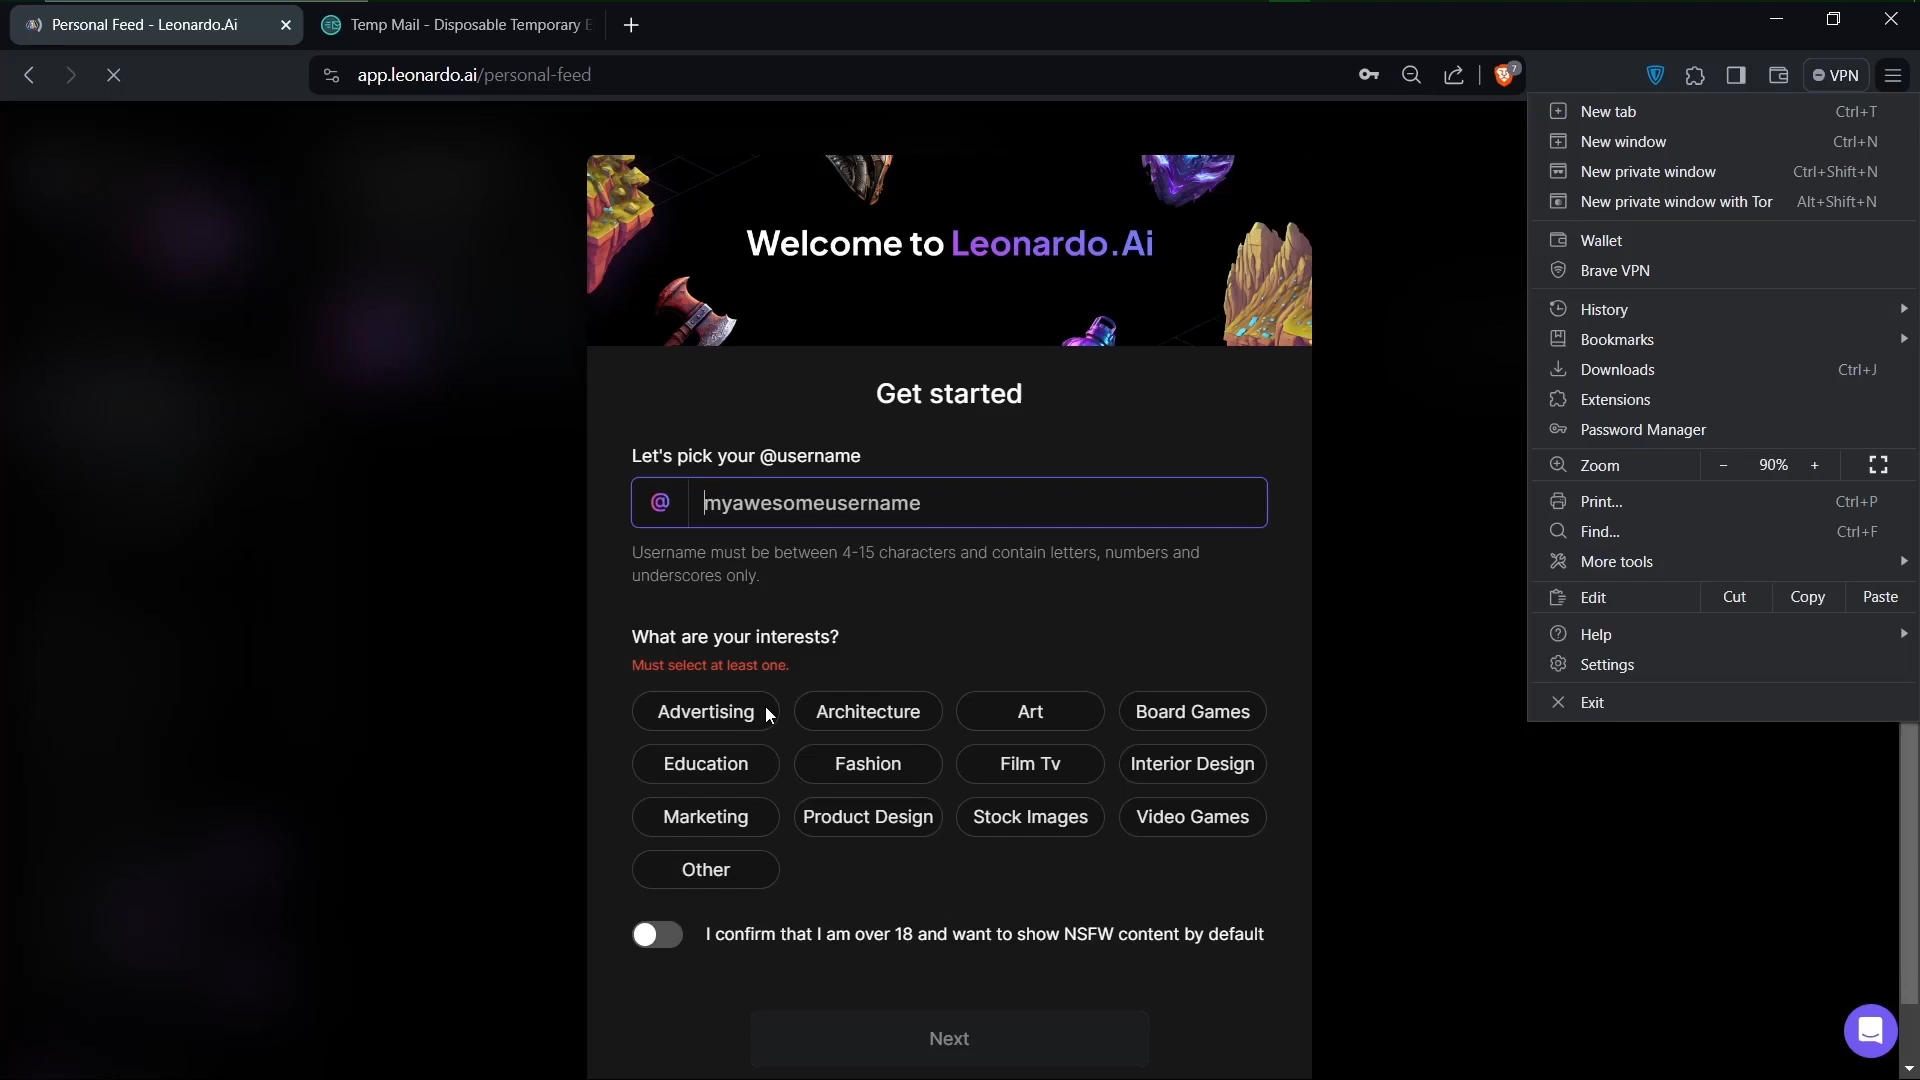 Personal Feed - Leonardo.Ai
Temp Mail - Disposable Temporary E
app.leonardo.ai/personal-feed
7
VPN
Welcome to Leonardo.Ai
Get started
Let's pick your @username
@ myawesomeusername
Username must be between 4-15 characters and contain letters, numbers and
underscores only.
What are your interests?
Must select at least one.
Advertising Architecture Art Board Games
Education Fashion Film Tv Interior Design
Marketing Product Design Stock Images Video Games
Other
I confirm that I am over 18 and want to show NSFW content by default
Next
New tab Ctrl+T
New window Ctrl+N
New private window Ctrl+Shift+N
New private window with Tor Alt+Shift+N
Wallet
Brave VPN
History
Bookmarks
Downloads Ctrl+J
Extensions
Password Manager
Zoom - 90% +
Print... Ctrl+P
Find... Ctrl+F
More tools
Edit Cut Copy Paste
Help
Settings
Exit